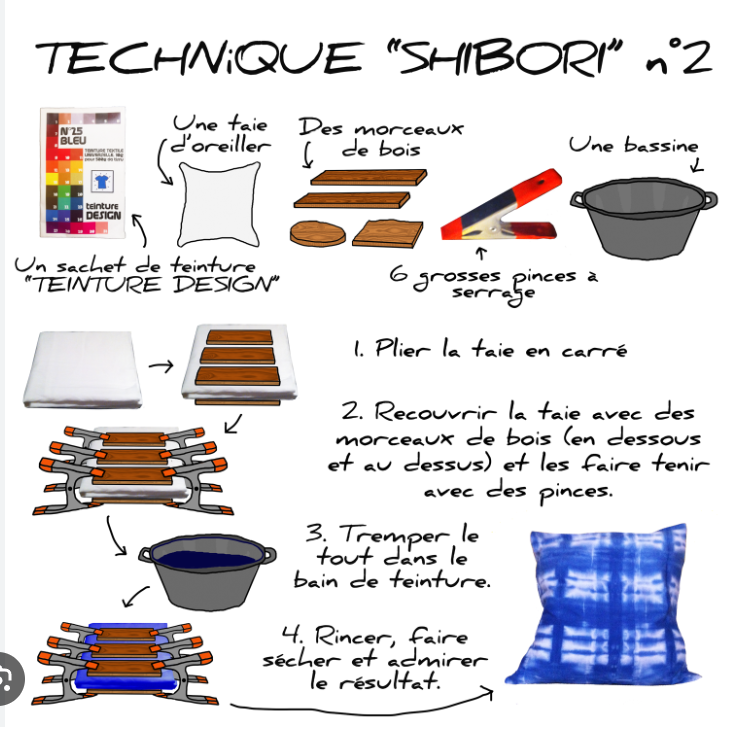 TECHNIQUE "SHIBORI" n°2
Une taie
d'oreiller
Des morceaux
de bois
Une bassine
N°25
BLEU
TEINTURE TEXTILE
teinture
DESIGN
Un sachet de teinture
"TEINTURE DESIGN"
6 grosses pinces à
serrage
1. Plier la taie en carré
2. Recouvrir la taie avec des
morceaux de bois (en dessous
et au dessus) et les faire tenir
avec des pinces.
3. Tremper le
tout dans le
bain de teinture.
4. Rincer, faire
sécher et admirer
le résultat.